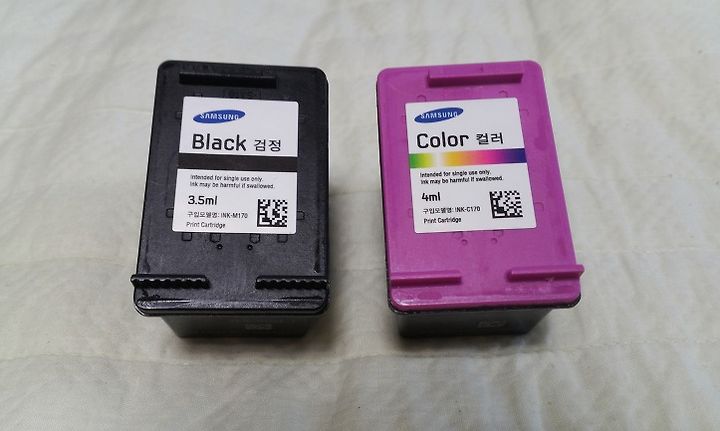 SAMSUNG
Black 검정
Intended for single use only.
Ink may be harmful if swallowed.
3.5ml
구입모델명: INK-M170
Print Cartridge
SAMSUNG
Color 컬러
Intended for single use only.
Ink may be harmful if swallowed.
4ml
구입모델명: INK-C170
Print Cartridge